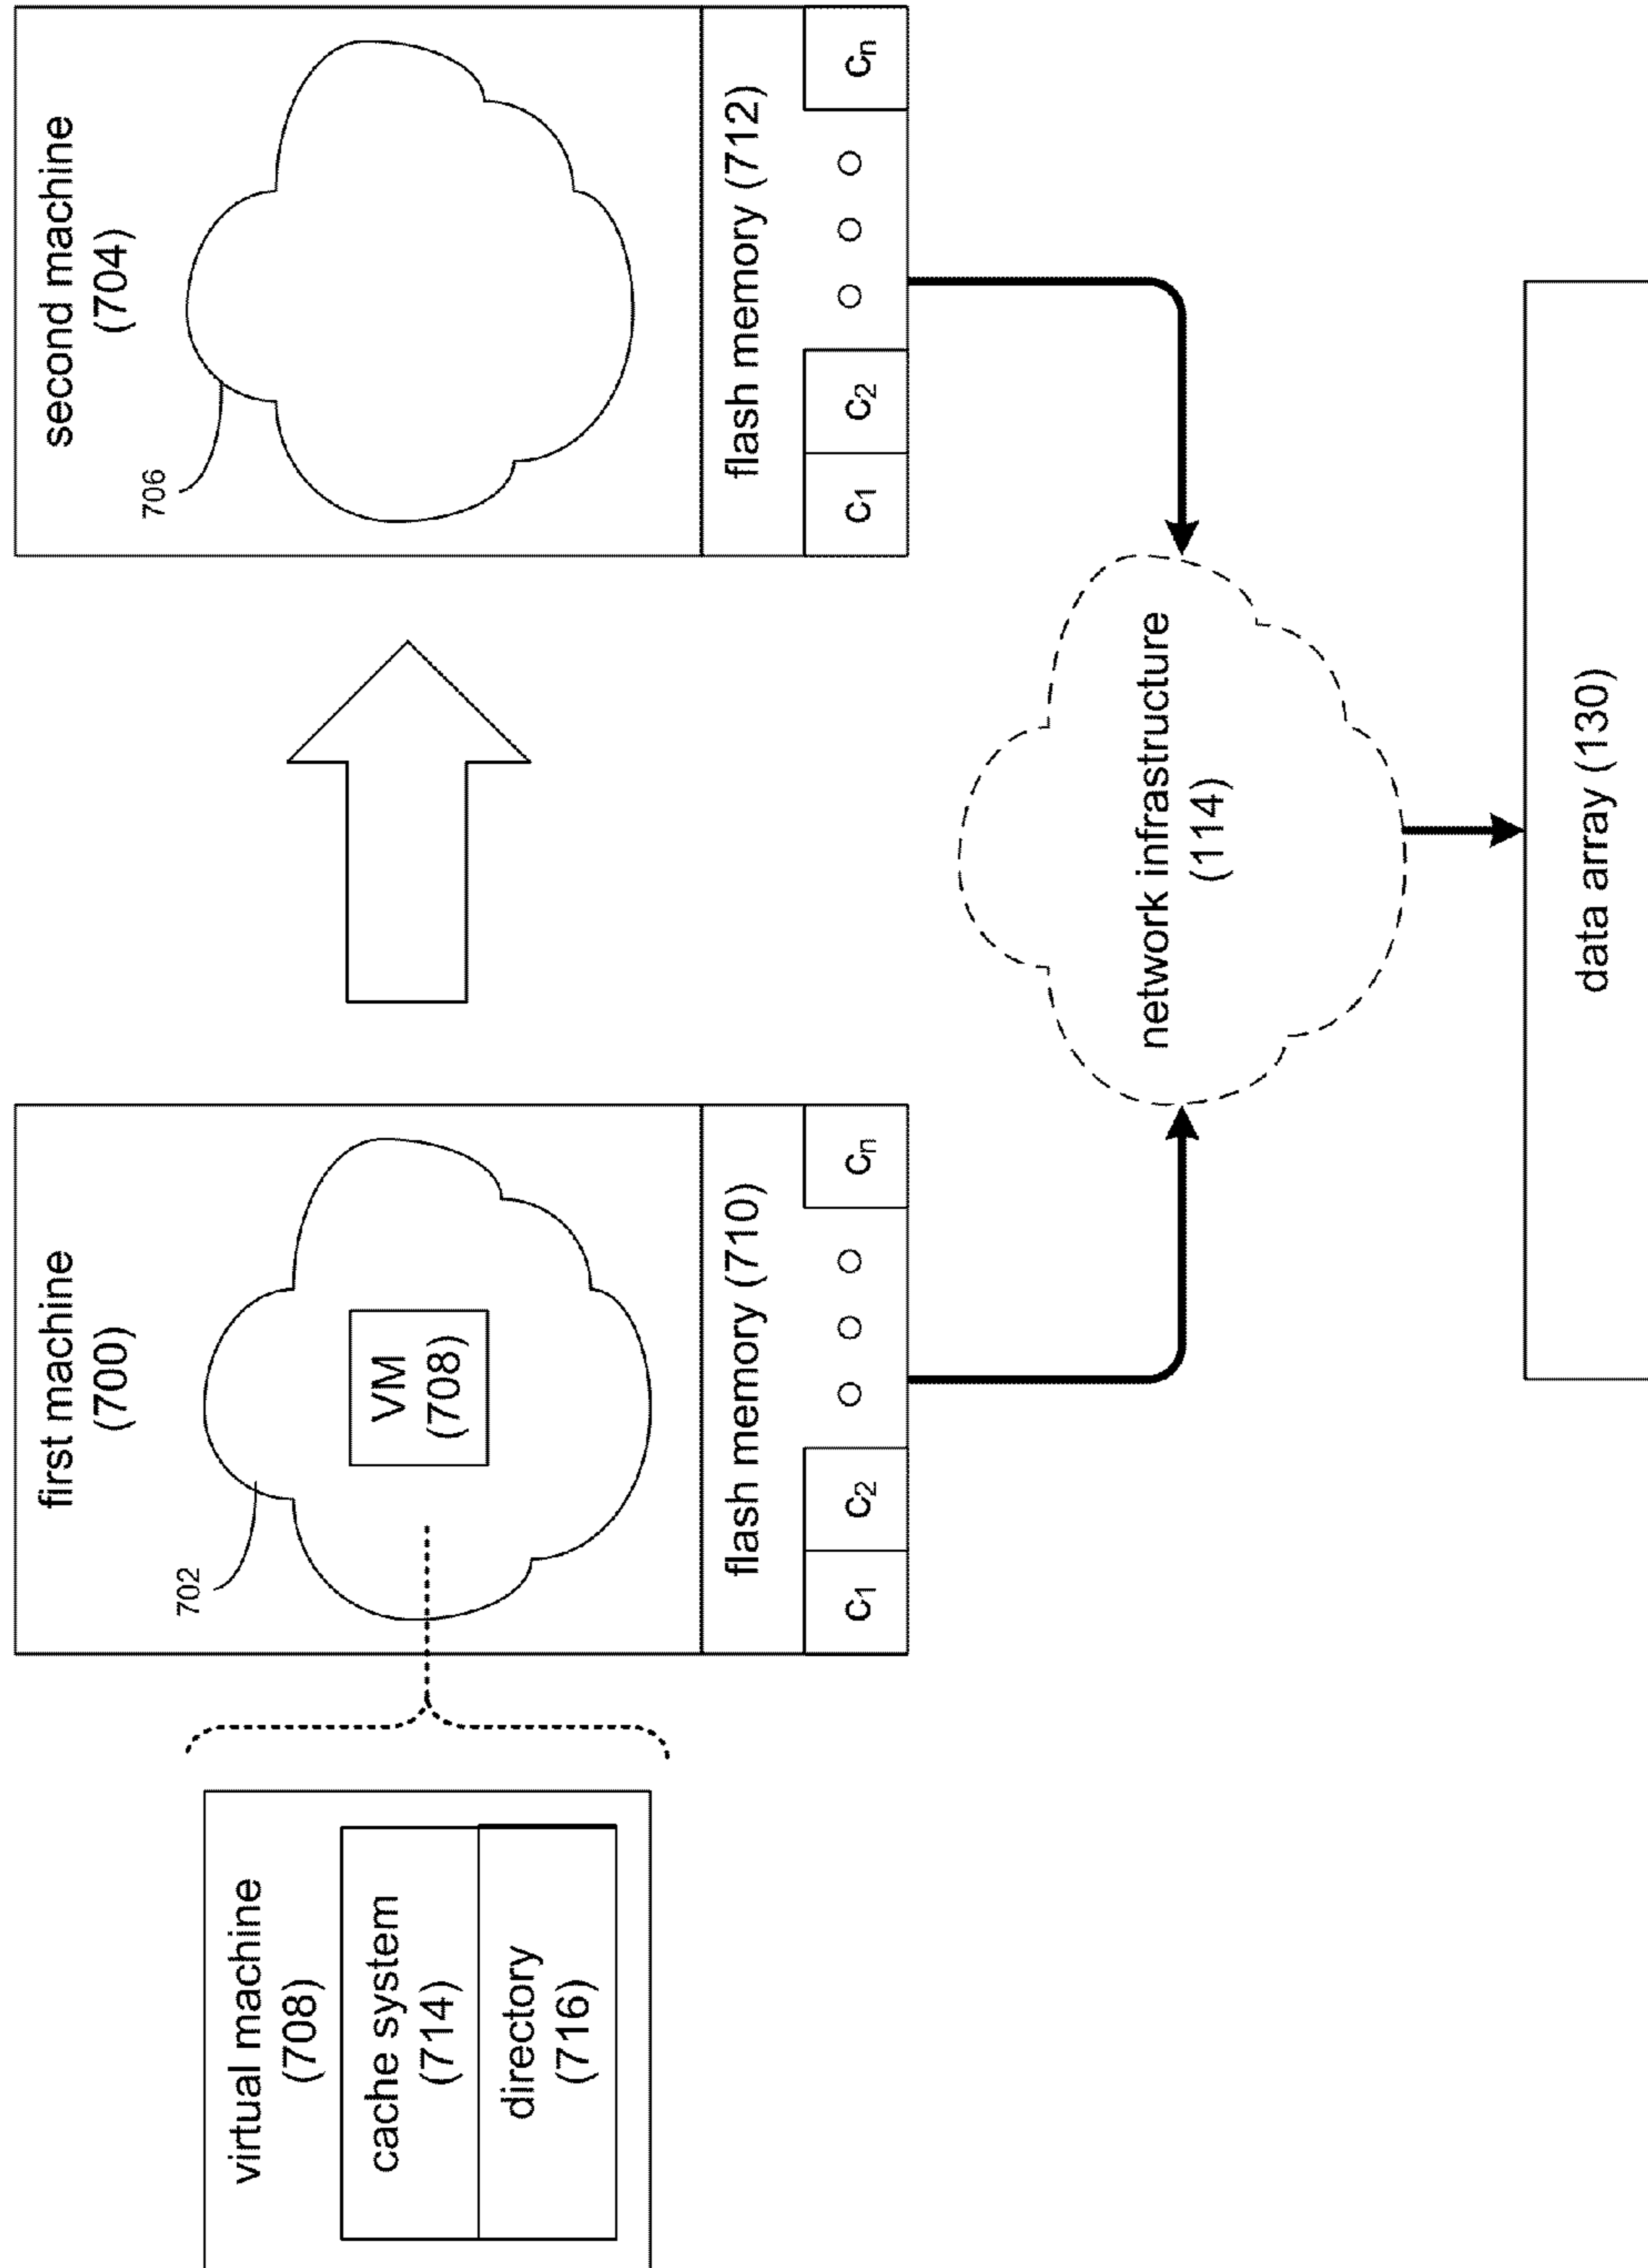 virtual machine
(708)
cache system
(714)
directory
(716)
first machine
(700)
702
VM
(708)
flash memory (710)
c₁ c₂ cₙ
second machine
(704)
706
flash memory (712)
c₁ c₂ cₙ
network infrastructure
(114)
data array (130)